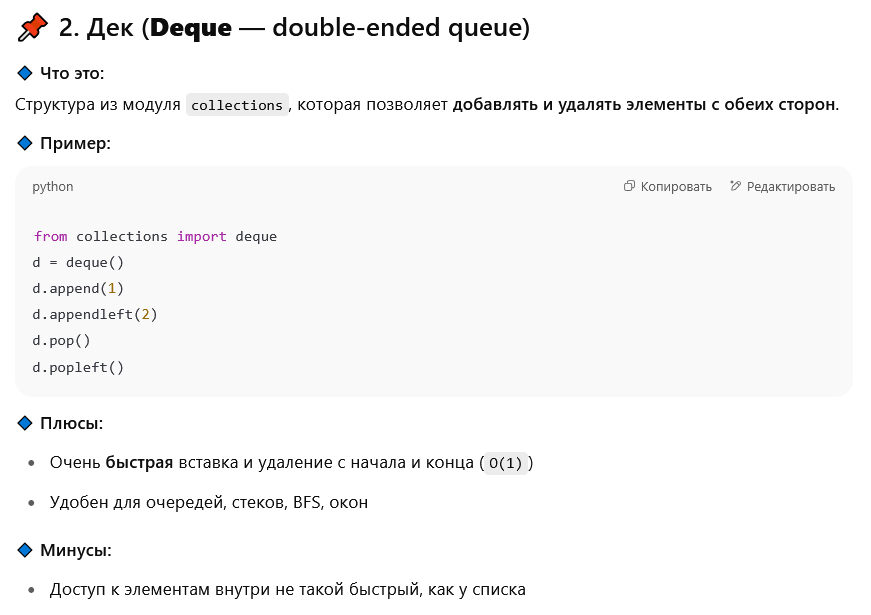 📌 2. Дек (Deque — double-ended queue)
🔹 Что это:
Структура из модуля collections, которая позволяет добавлять и удалять элементы с обеих сторон.
🔹 Пример:
python Копировать Редактировать
from collections import deque
d = deque()
d.append(1)
d.appendleft(2)
d.pop()
d.popleft()
🔹 Плюсы:
• Очень быстрая вставка и удаление с начала и конца (O(1))
• Удобен для очередей, стеков, BFS, окон
🔹 Минусы:
• Доступ к элементам внутри не такой быстрый, как у списка